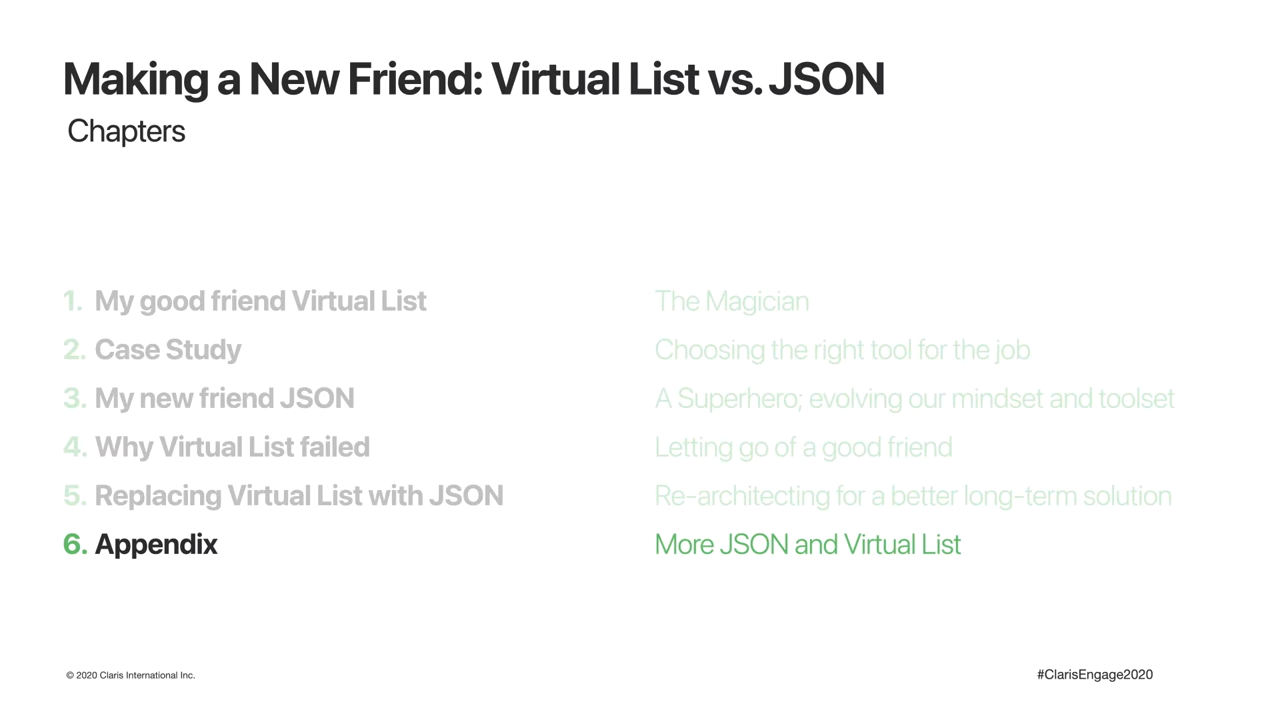 Making a New Friend: Virtual List vs. JSON
Chapters
1. My good friend Virtual List The Magician
2. Case Study Choosing the right tool for the job
3. My new friend JSON A Superhero; evolving our mindset and toolset
4. Why Virtual List failed Letting go of a good friend
5. Replacing Virtual List with JSON Re-architecting for a better long-term solution
6. Appendix More JSON and Virtual List
© 2020 Claris International Inc. #ClarisEngage2020